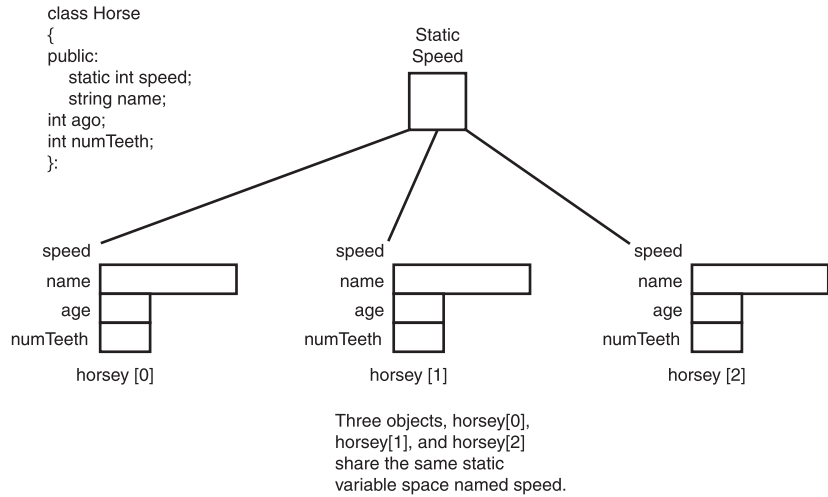 class Horse
{
public:
static int speed;
string name;
int ago;
int numTeeth;
}:
Static
Speed
speed
name
age
numTeeth
horsey [0]
speed
name
age
numTeeth
horsey [1]
speed
name
age
numTeeth
horsey [2]
Three objects, horsey[0],
horsey[1], and horsey[2]
share the same static
variable space named speed.